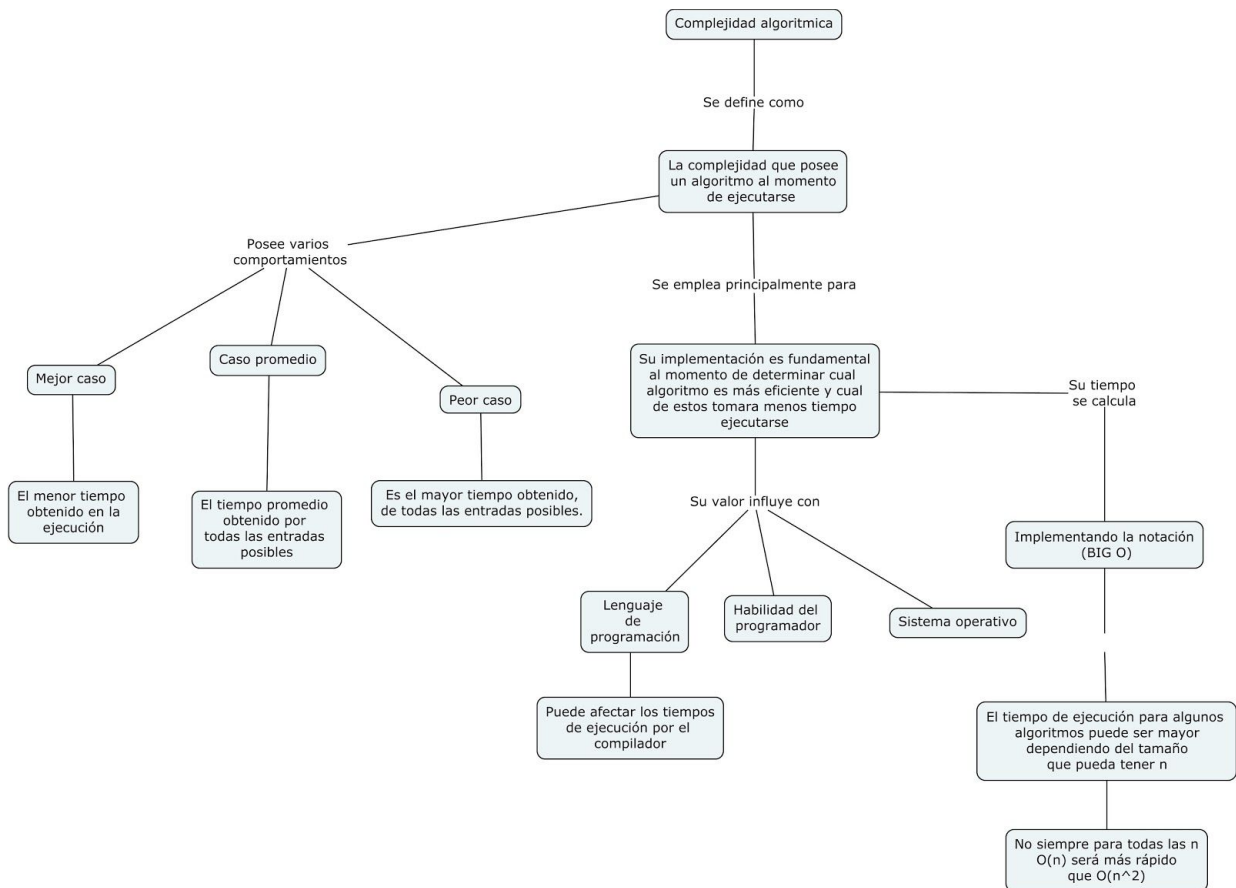 Complejidad algoritmica
Se define como
La complejidad que posee
un algoritmo al momento
de ejecutarse
Posee varios
comportamientos
Mejor caso
El menor tiempo
obtenido en la
ejecución
Caso promedio
El tiempo promedio
obtenido por
todas las entradas
posibles
Peor caso
Es el mayor tiempo obtenido,
de todas las entradas posibles.
Se emplea principalmente para
Su implementación es fundamental
al momento de determinar cual
algoritmo es más eficiente y cual
de estos tomara menos tiempo
ejecutarse
Su valor influye con
Lenguaje
de
programación
Puede afectar los tiempos
de ejecución por el
compilador
Habilidad del
programador
Sistema operativo
Su tiempo
se calcula
Implementando la notación
(BIG O)
El tiempo de ejecución para algunos
algoritmos puede ser mayor
dependiendo del tamaño
que pueda tener n
No siempre para todas las n
O(n) será más rápido
que O(n^2)